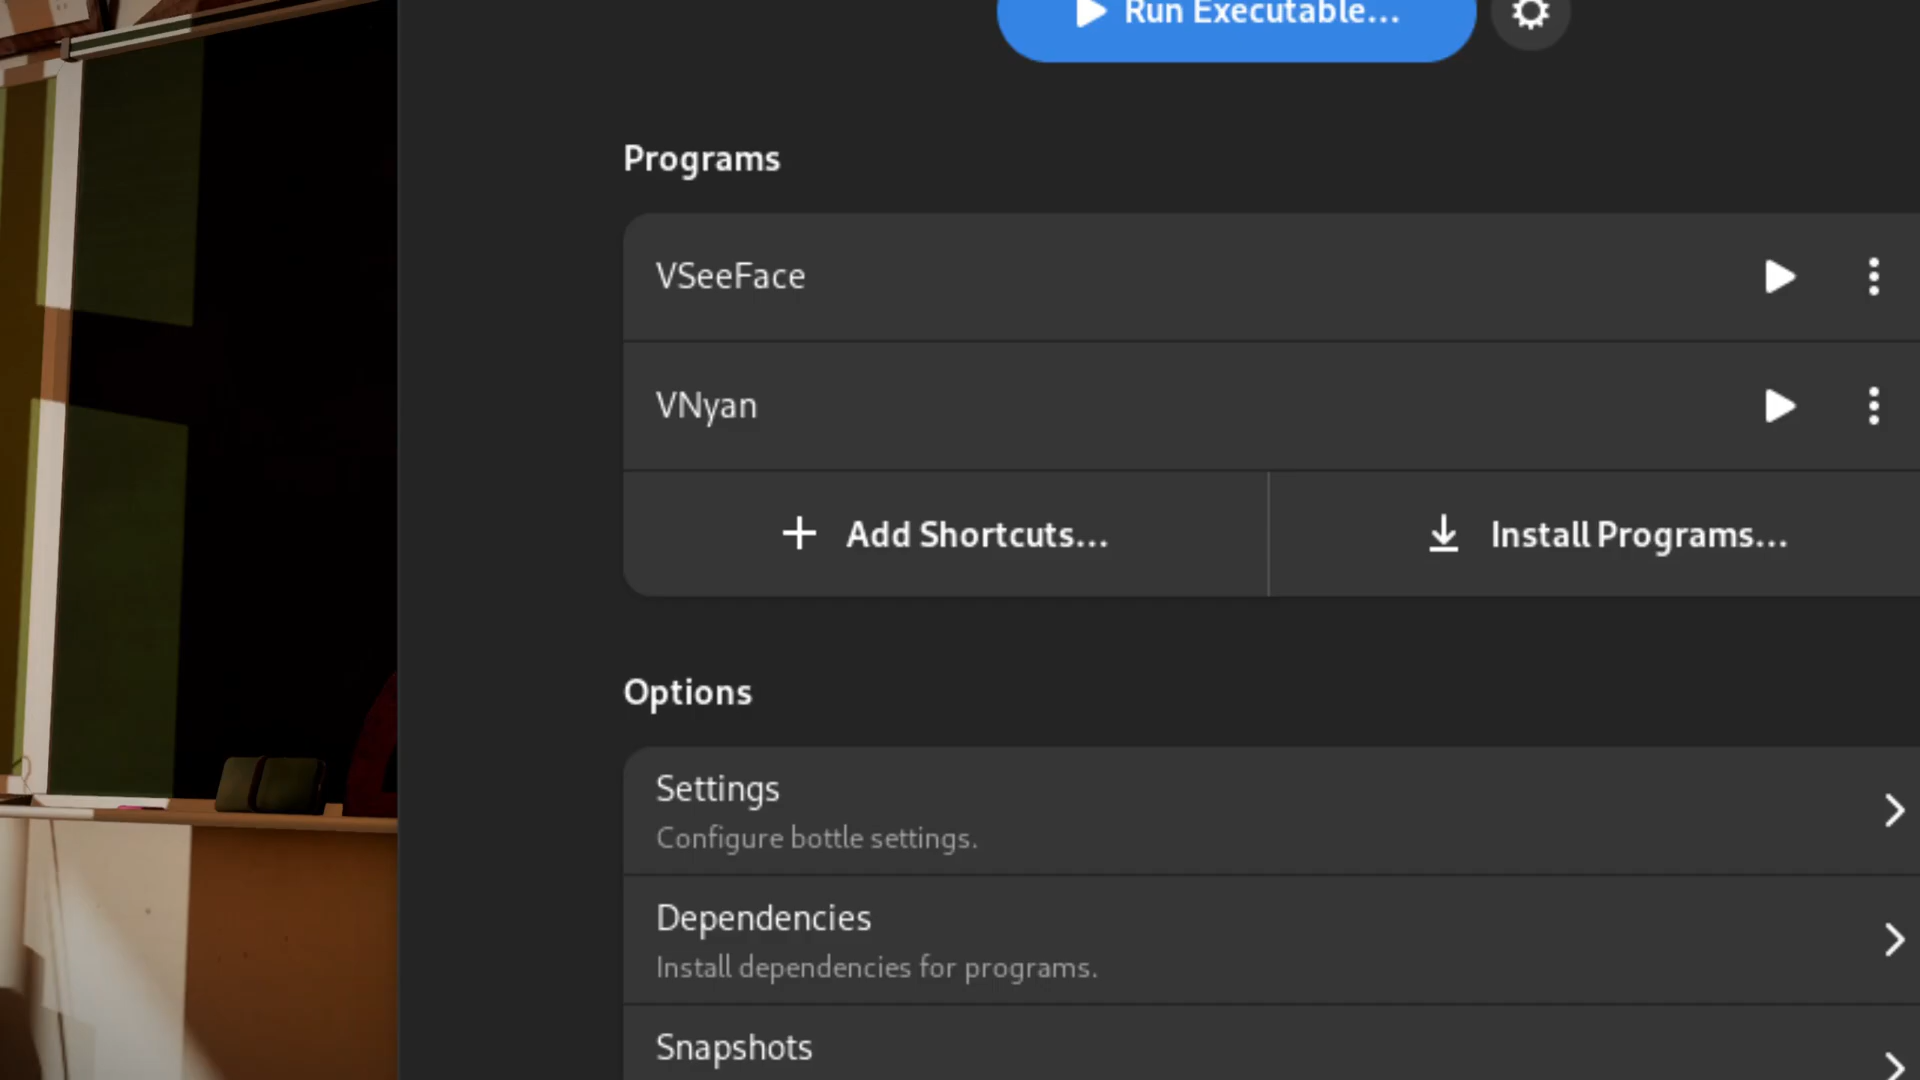 Run Executable...
Programs
VSeeFace
VNyan
Add Shortcuts...
Install Programs...
Options
Settings
Configure bottle settings.
Dependencies
Install dependencies for programs.
Snapshots